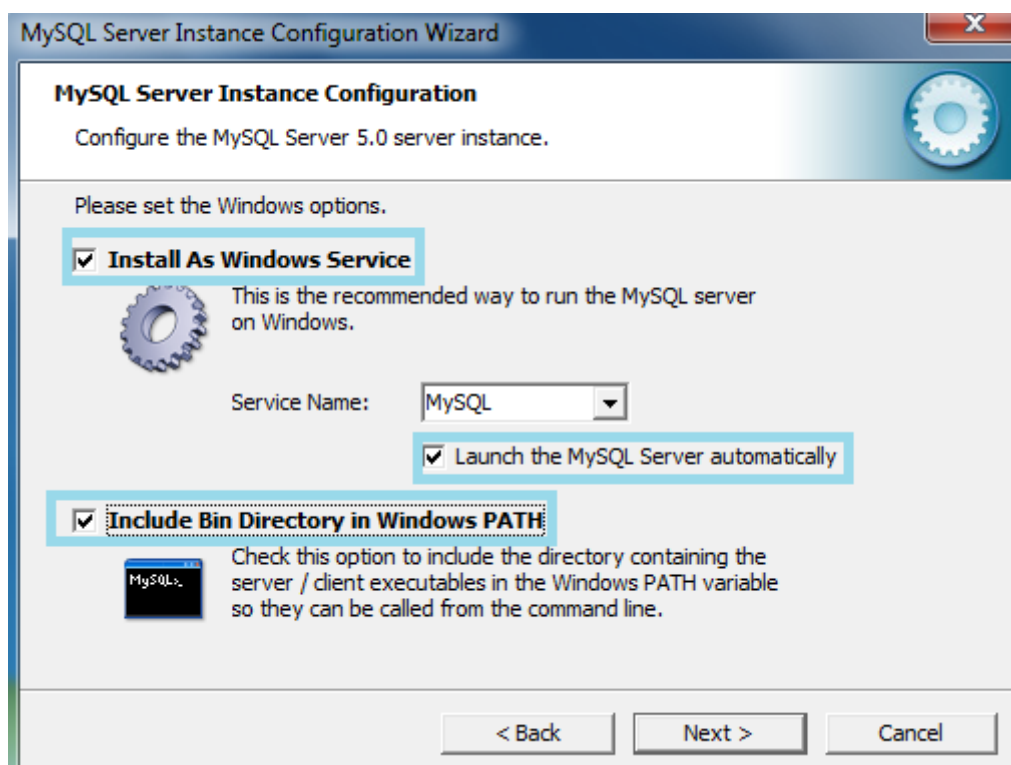 MySQL Server Instance Configuration Wizard
MySQL Server Instance Configuration
Configure the MySQL Server 5.0 server instance.
Please set the Windows options.
Install As Windows Service
This is the recommended way to run the MySQL server
on Windows.
Service Name: MySQL
Launch the MySQL Server automatically
Include Bin Directory in Windows PATH
Check this option to include the directory containing the
server / client executables in the Windows PATH variable
so they can be called from the command line.
MySQL>_
< Back Next > Cancel